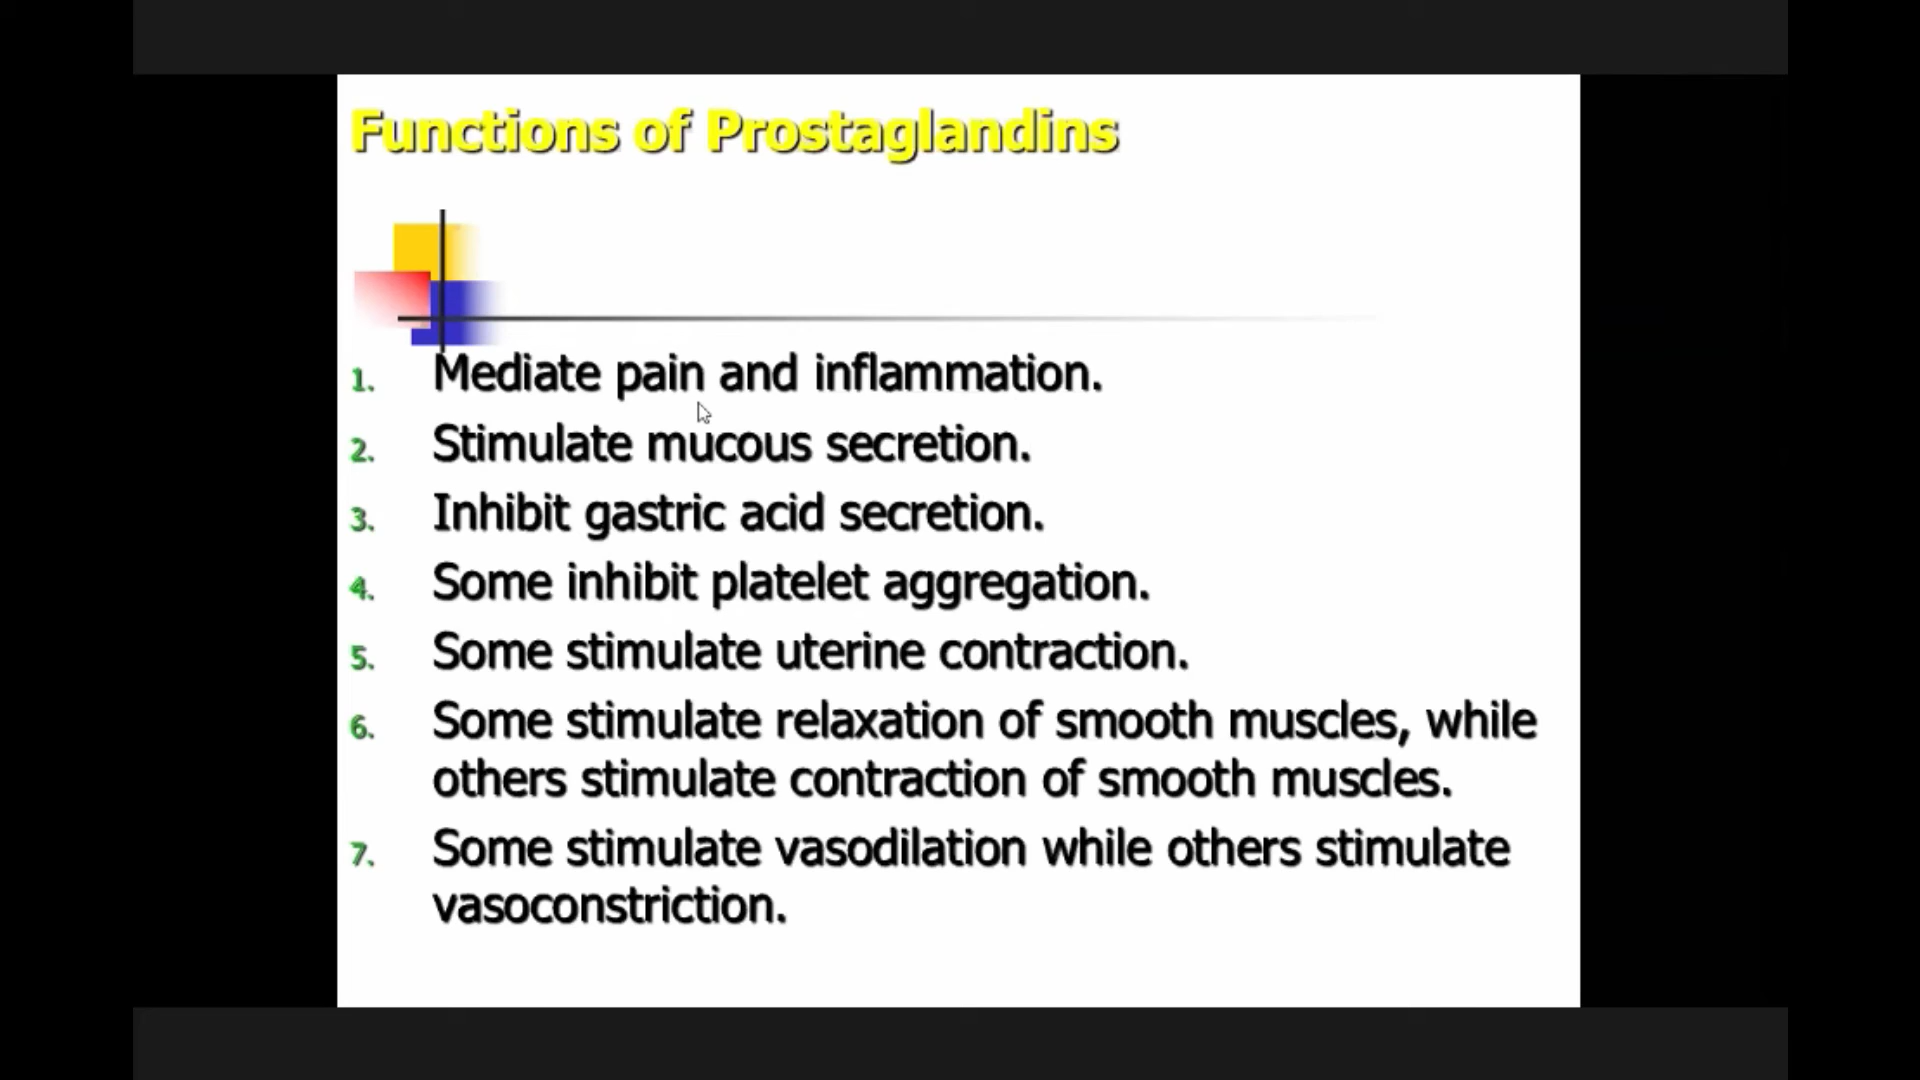 Functions of Prostaglandins
1. Mediate pain and inflammation.
2. Stimulate mucous secretion.
3. Inhibit gastric acid secretion.
4. Some inhibit platelet aggregation.
5. Some stimulate uterine contraction.
6. Some stimulate relaxation of smooth muscles, while
others stimulate contraction of smooth muscles.
7. Some stimulate vasodilation while others stimulate
vasoconstriction.